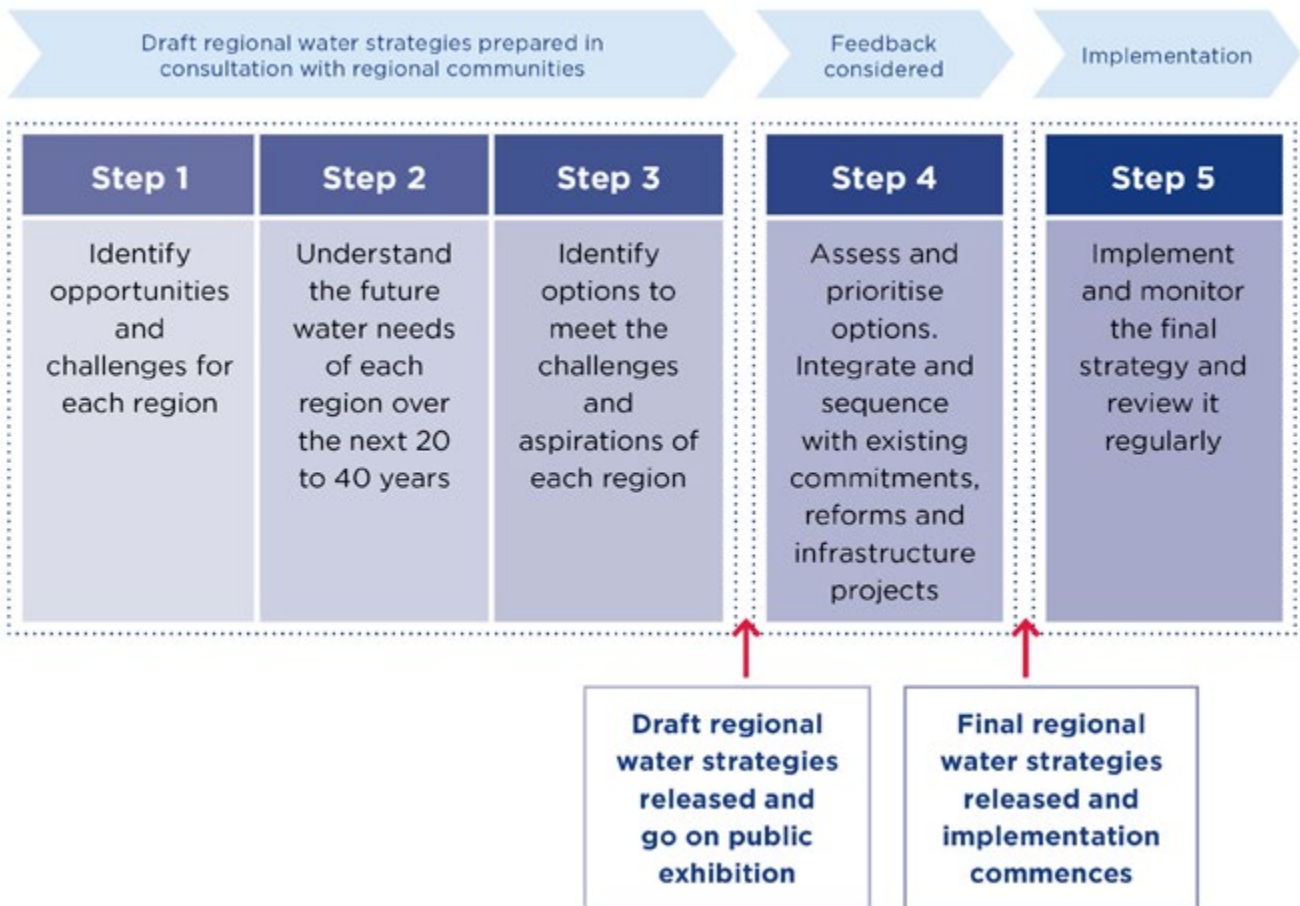 Draft regional water strategies prepared in
consultation with regional communities
Feedback
considered
Implementation
Step 1
Identify
opportunities
and
challenges for
each region
Step 2
Understand
the future
water needs
of each
region over
the next 20
to 40 years
Step 3
Identify
options to
meet the
challenges
and
aspirations of
each region
Step 4
Assess and
prioritise
options.
Integrate and
sequence
with existing
commitments,
reforms and
infrastructure
projects
Step 5
Implement
and monitor
the final
strategy and
review it
regularly
Draft regional
water strategies
released and
go on public
exhibition
Final regional
water strategies
released and
implementation
commences